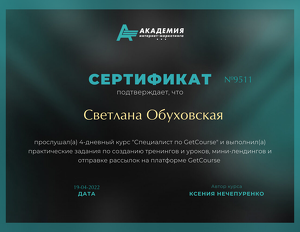 АКАДЕМИЯ
интернет-маркетинга
СЕРТИФИКАТ №9511
подтверждает, что
Светлана Обуховская
прослушал(а) 4-дневный курс "Специалист по GetCourse" и выполнил(а)
практические задания по созданию тренингов и уроков, мини-лендингов и
отправке рассылок на платформе GetCourse
19-04-2022
Автор курса
ДАТА
КСЕНИЯ НЕЧЕПУРЕНКО